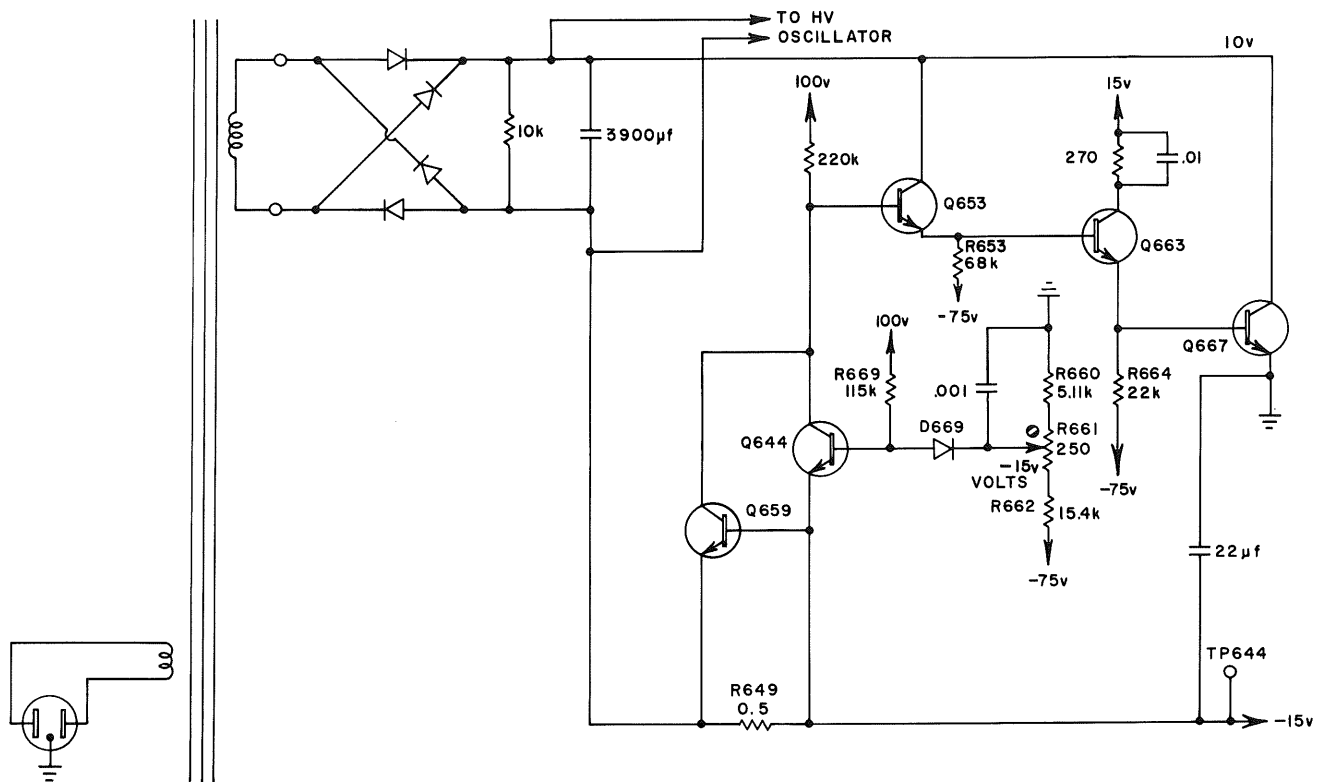 TO HV
OSCILLATOR
10v
100v
15v
10k
3900µf
220k
270
.01
Q653
Q663
R653
68k
-75v
100v
Q667
R669
115k
.001
R660
5.11k
R664
22k
D669
R661
250
Q644
-15v
VOLTS
-75v
R662
15.4k
Q659
22µf
-75v
TP644
R649
0.5
-15v